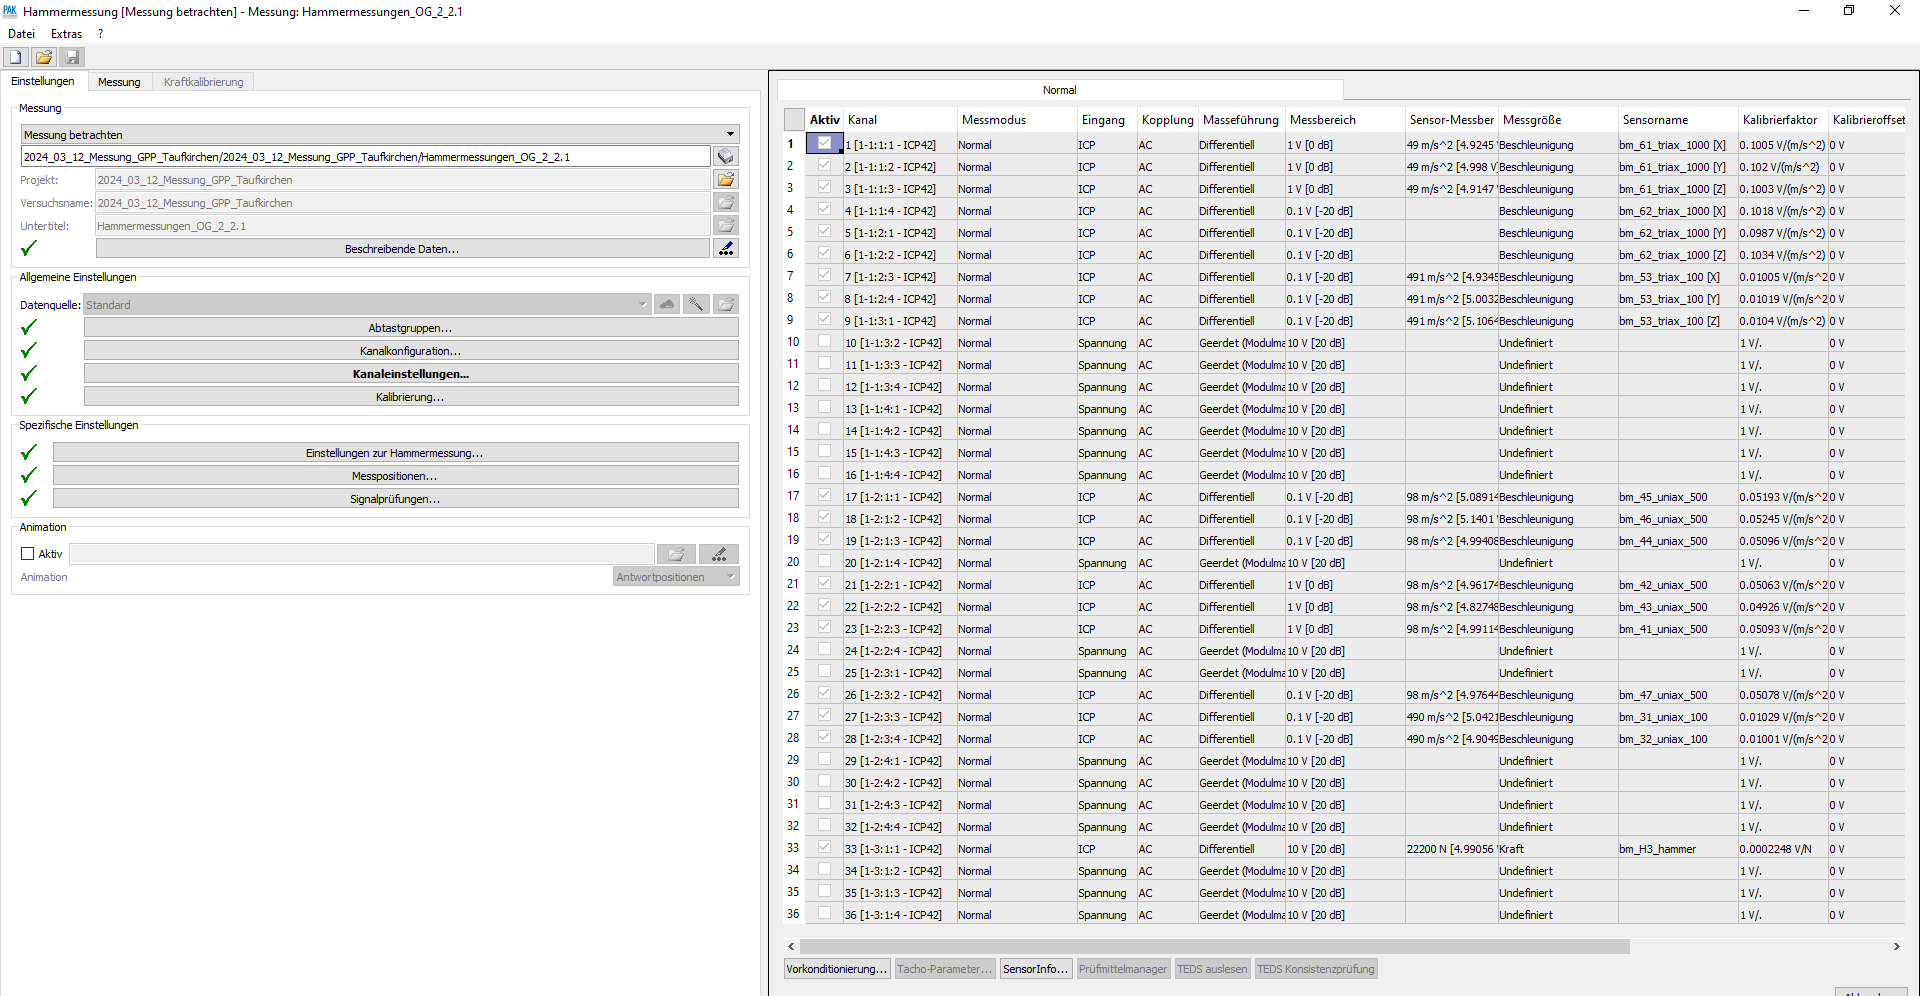 PAK Hammermessung [Messung betrachten] - Messung: Hammermessungen_OG_2_2.1
Datei Extras ?
Einstellungen Messung Kraftkalibrierung
Messung
Messung betrachten
2024_03_12_Messung_GPP_Taufkirchen/2024_03_12_Messung_GPP_Taufkirchen/Hammermessungen_OG_2_2.1
Projekt: 2024_03_12_Messung_GPP_Taufkirchen
Versuchsname: 2024_03_12_Messung_GPP_Taufkirchen
Untertitel: Hammermessungen_OG_2_2.1
Beschreibende Daten...
Allgemeine Einstellungen
Datenquelle: Standard
Abtastgruppen...
Kanalkonfiguration...
Kanaleinstellungen...
Kalibrierung...
Spezifische Einstellungen
Einstellungen zur Hammermessung...
Messpositionen...
Signalprüfungen...
Animation
Aktiv
Animation Antwortpositionen
Normal
Aktiv Kanal Messmodus Eingang Kopplung Masseführung Messbereich Sensor-Messber Messgröße Sensorname Kalibrierfaktor Kalibrieroffset
1 1 [1-1:1:1 - ICP42] Normal ICP AC Differentiell 1 V [0 dB] 49 m/s^2 [4.9245 Beschleunigung bm_61_triax_1000 [X] 0.1005 V/(m/s^2) 0 V
2 2 [1-1:1:2 - ICP42] Normal ICP AC Differentiell 1 V [0 dB] 49 m/s^2 [4.998 V Beschleunigung bm_61_triax_1000 [Y] 0.102 V/(m/s^2) 0 V
3 3 [1-1:1:3 - ICP42] Normal ICP AC Differentiell 1 V [0 dB] 49 m/s^2 [4.9147 Beschleunigung bm_61_triax_1000 [Z] 0.1003 V/(m/s^2) 0 V
4 4 [1-1:1:4 - ICP42] Normal ICP AC Differentiell 0.1 V [-20 dB] Beschleunigung bm_62_triax_1000 [X] 0.1018 V/(m/s^2) 0 V
5 5 [1-1:2:1 - ICP42] Normal ICP AC Differentiell 0.1 V [-20 dB] Beschleunigung bm_62_triax_1000 [Y] 0.0987 V/(m/s^2) 0 V
6 6 [1-1:2:2 - ICP42] Normal ICP AC Differentiell 0.1 V [-20 dB] Beschleunigung bm_62_triax_1000 [Z] 0.1034 V/(m/s^2) 0 V
7 7 [1-1:2:3 - ICP42] Normal ICP AC Differentiell 0.1 V [-20 dB] 491 m/s^2 [4.9345 Beschleunigung bm_53_triax_100 [X] 0.01005 V/(m/s^2) 0 V
8 8 [1-1:2:4 - ICP42] Normal ICP AC Differentiell 0.1 V [-20 dB] 491 m/s^2 [5.0032 Beschleunigung bm_53_triax_100 [Y] 0.01019 V/(m/s^2) 0 V
9 9 [1-1:3:1 - ICP42] Normal ICP AC Differentiell 0.1 V [-20 dB] 491 m/s^2 [5.1064 Beschleunigung bm_53_triax_100 [Z] 0.0104 V/(m/s^2) 0 V
10 10 [1-1:3:2 - ICP42] Normal Spannung AC Geerdet (Modulma 10 V [20 dB] Undefiniert 1 V/. 0 V
11 11 [1-1:3:3 - ICP42] Normal Spannung AC Geerdet (Modulma 10 V [20 dB] Undefiniert 1 V/. 0 V
12 12 [1-1:3:4 - ICP42] Normal Spannung AC Geerdet (Modulma 10 V [20 dB] Undefiniert 1 V/. 0 V
13 13 [1-1:4:1 - ICP42] Normal Spannung AC Geerdet (Modulma 10 V [20 dB] Undefiniert 1 V/. 0 V
14 14 [1-1:4:2 - ICP42] Normal Spannung AC Geerdet (Modulma 10 V [20 dB] Undefiniert 1 V/. 0 V
15 15 [1-1:4:3 - ICP42] Normal Spannung AC Geerdet (Modulma 10 V [20 dB] Undefiniert 1 V/. 0 V
16 16 [1-1:4:4 - ICP42] Normal Spannung AC Geerdet (Modulma 10 V [20 dB] Undefiniert 1 V/. 0 V
17 17 [1-2:1:1 - ICP42] Normal ICP AC Differentiell 0.1 V [-20 dB] 98 m/s^2 [5.08914 Beschleunigung bm_45_uniax_500 0.05193 V/(m/s^2 0 V
18 18 [1-2:1:2 - ICP42] Normal ICP AC Differentiell 0.1 V [-20 dB] 98 m/s^2 [5.1401 Beschleunigung bm_46_uniax_500 0.05245 V/(m/s^2 0 V
19 19 [1-2:1:3 - ICP42] Normal ICP AC Differentiell 0.1 V [-20 dB] 98 m/s^2 [4.99408 Beschleunigung bm_44_uniax_500 0.05096 V/(m/s^2 0 V
20 20 [1-2:1:4 - ICP42] Normal Spannung AC Geerdet (Modulma 10 V [20 dB] Undefiniert 1 V/. 0 V
21 21 [1-2:2:1 - ICP42] Normal ICP AC Differentiell 1 V [0 dB] 98 m/s^2 [4.96174 Beschleunigung bm_42_uniax_500 0.05063 V/(m/s^2 0 V
22 22 [1-2:2:2 - ICP42] Normal ICP AC Differentiell 1 V [0 dB] 98 m/s^2 [4.82748 Beschleunigung bm_43_uniax_500 0.04926 V/(m/s^2 0 V
23 23 [1-2:2:3 - ICP42] Normal ICP AC Differentiell 1 V [0 dB] 98 m/s^2 [4.99114 Beschleunigung bm_41_uniax_500 0.05093 V/(m/s^2 0 V
24 24 [1-2:2:4 - ICP42] Normal Spannung AC Geerdet (Modulma 10 V [20 dB] Undefiniert 1 V/. 0 V
25 25 [1-2:3:1 - ICP42] Normal Spannung AC Geerdet (Modulma 10 V [20 dB] Undefiniert 1 V/. 0 V
26 26 [1-2:3:2 - ICP42] Normal ICP AC Differentiell 0.1 V [-20 dB] 98 m/s^2 [4.97644 Beschleunigung bm_47_uniax_500 0.05078 V/(m/s^2 0 V
27 27 [1-2:3:3 - ICP42] Normal ICP AC Differentiell 0.1 V [-20 dB] 490 m/s^2 [5.0421 Beschleunigung bm_31_uniax_100 0.01029 V/(m/s^2 0 V
28 28 [1-2:3:4 - ICP42] Normal ICP AC Differentiell 0.1 V [-20 dB] 490 m/s^2 [4.9049 Beschleunigung bm_32_uniax_100 0.01001 V/(m/s^2 0 V
29 29 [1-2:4:1 - ICP42] Normal Spannung AC Geerdet (Modulma 10 V [20 dB] Undefiniert 1 V/. 0 V
30 30 [1-2:4:2 - ICP42] Normal Spannung AC Geerdet (Modulma 10 V [20 dB] Undefiniert 1 V/. 0 V
31 31 [1-2:4:3 - ICP42] Normal Spannung AC Geerdet (Modulma 10 V [20 dB] Undefiniert 1 V/. 0 V
32 32 [1-2:4:4 - ICP42] Normal Spannung AC Geerdet (Modulma 10 V [20 dB] Undefiniert 1 V/. 0 V
33 33 [1-3:1:1 - ICP42] Normal ICP AC Differentiell 10 V [20 dB] 22200 N [4.99056 Kraft bm_H3_hammer 0.0002248 V/N 0 V
34 34 [1-3:1:2 - ICP42] Normal Spannung AC Geerdet (Modulma 10 V [20 dB] Undefiniert 1 V/. 0 V
35 35 [1-3:1:3 - ICP42] Normal Spannung AC Geerdet (Modulma 10 V [20 dB] Undefiniert 1 V/. 0 V
36 36 [1-3:1:4 - ICP42] Normal Spannung AC Geerdet (Modulma 10 V [20 dB] Undefiniert 1 V/. 0 V
Vorkonditionierung... Tacho-Parameter... SensorInfo... Prüfmittelmanager TEDS auslesen TEDS Konsistenzprüfung